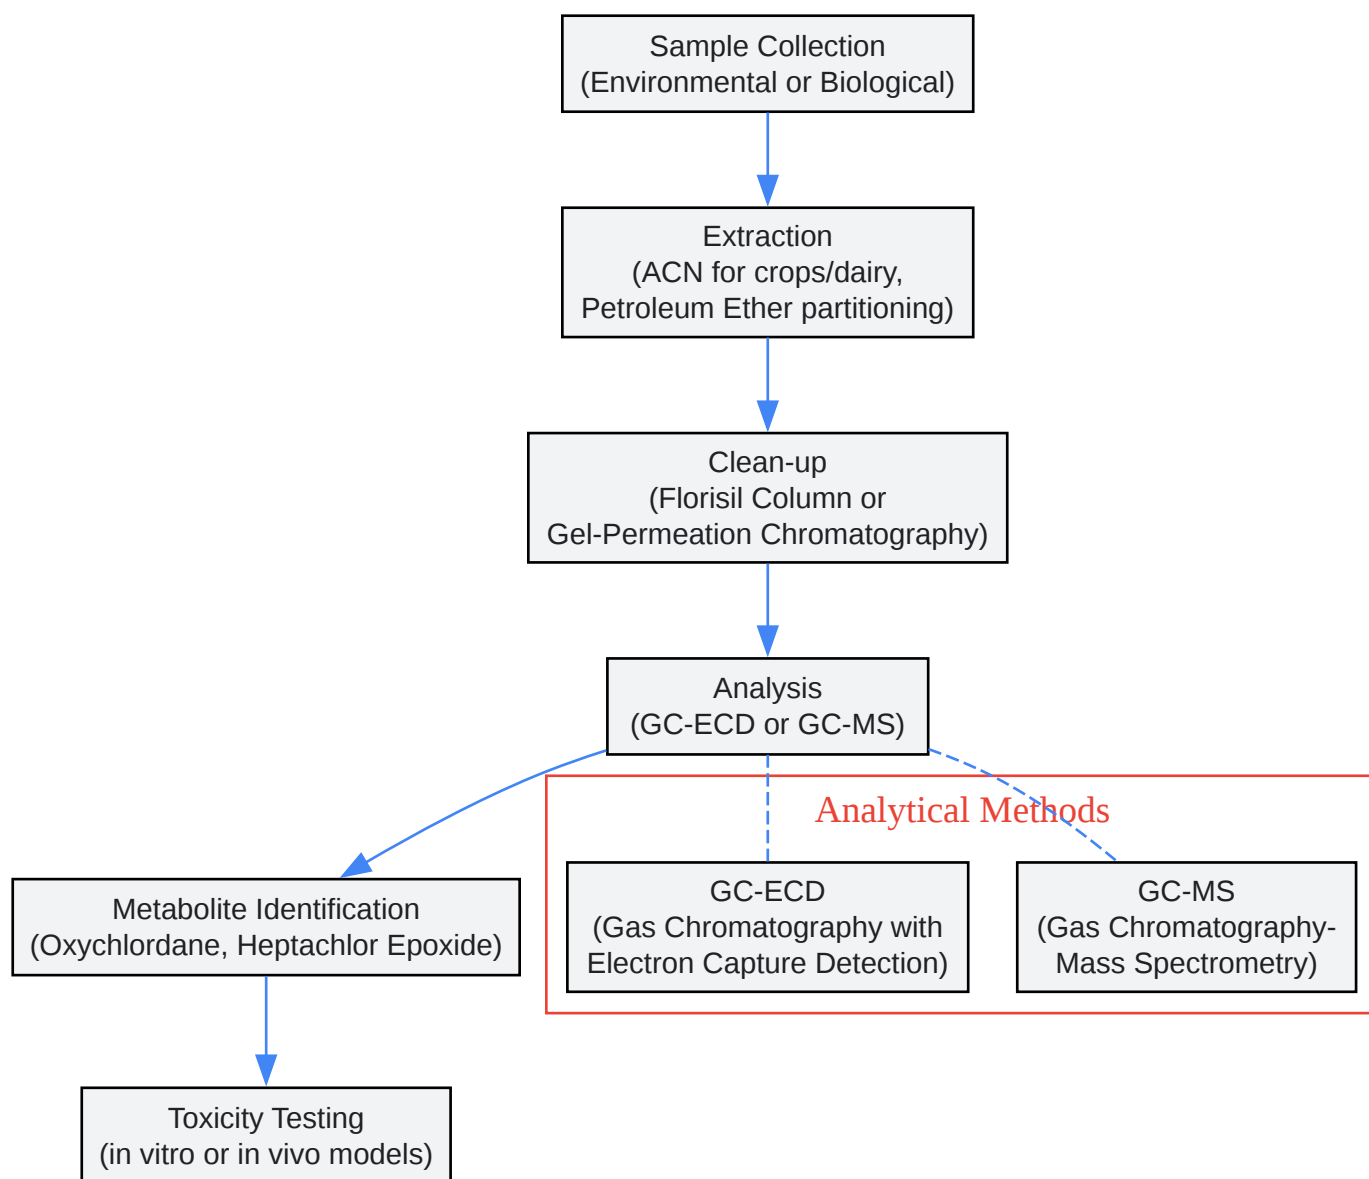 Sample Collection
(Environmental or Biological)
Extraction
(ACN for crops/dairy,
Petroleum Ether partitioning)
Clean-up
(Florisil Column or
Gel-Permeation Chromatography)
Analysis
(GC-ECD or GC-MS)
Analytical Methods
Metabolite Identification
(Oxychlordane, Heptachlor Epoxide)
GC-ECD
(Gas Chromatography with
Electron Capture Detection)
GC-MS
(Gas Chromatography-
Mass Spectrometry)
Toxicity Testing
(in vitro or in vivo models)